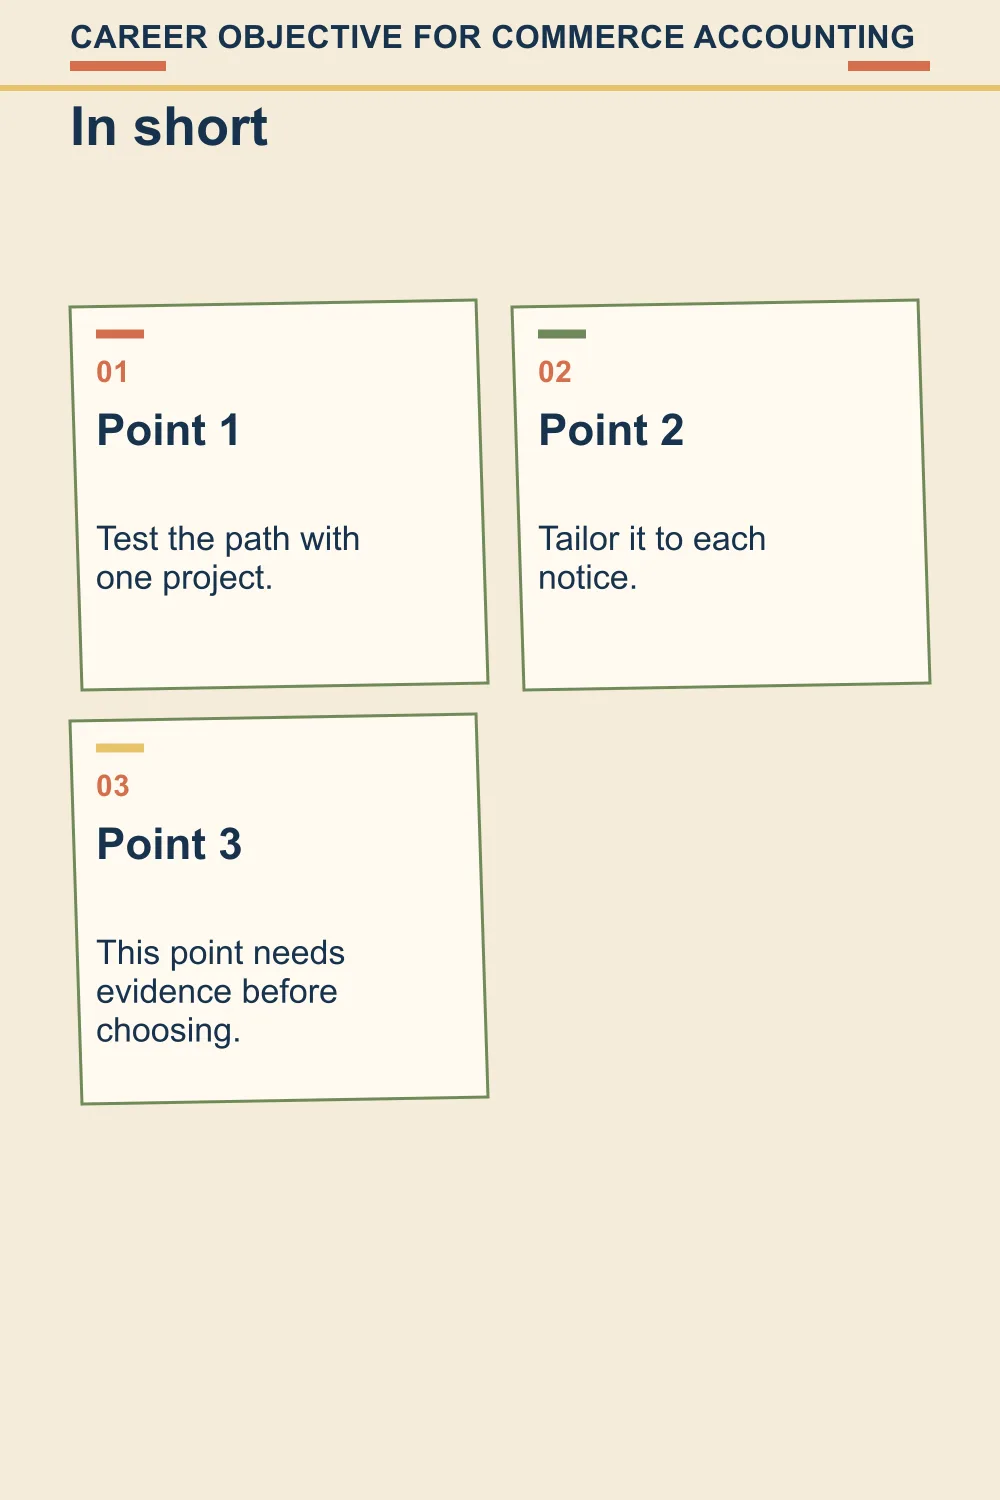 CAREER OBJECTIVE FOR COMMERCE ACCOUNTING
In short
01
Point 1
Test the path with
one project.
02
Point 2
Tailor it to each
notice.
03
Point 3
This point needs
evidence before
choosing.